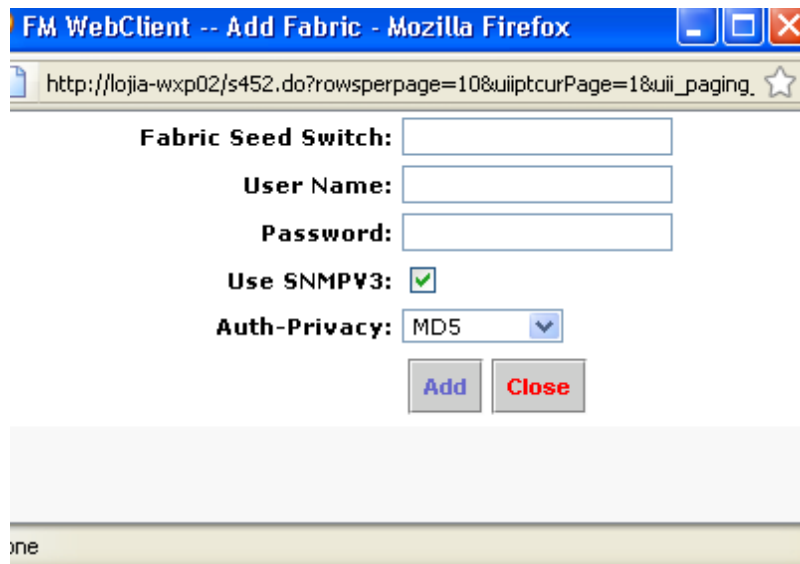 FM WebClient -- Add Fabric - Mozilla Firefox
http://lojia-wxp02/s452.do?rowsperpage=10&uiiptcurPage=1&uii_paging_
Fabric Seed Switch:
User Name:
Password:
Use SNMPV3:
Auth-Privacy: MD5
Add Close
one